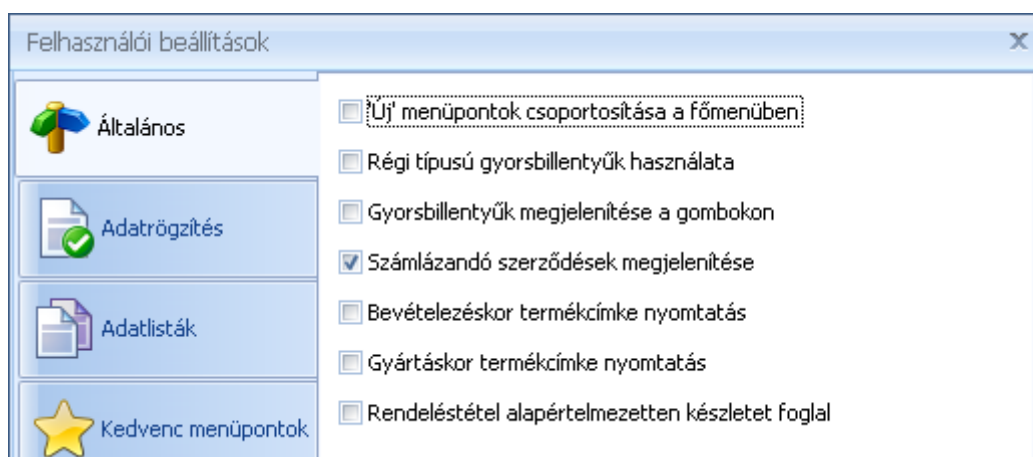 Felhasználói beállítások
Általános
Adatrögzítés
Adatlisták
Kedvenc menüpontok
'Új' menüpontok csoportosítása a főmenüben
Régi típusú gyorsbillentyűk használata
Gyorsbillentyűk megjelenítése a gombokon
Számlázandó szerződések megjelenítése
Bevételezéskor termékcímke nyomtatás
Gyártáskor termékcímke nyomtatás
Rendeléstétel alapértelmezetten készletet foglal